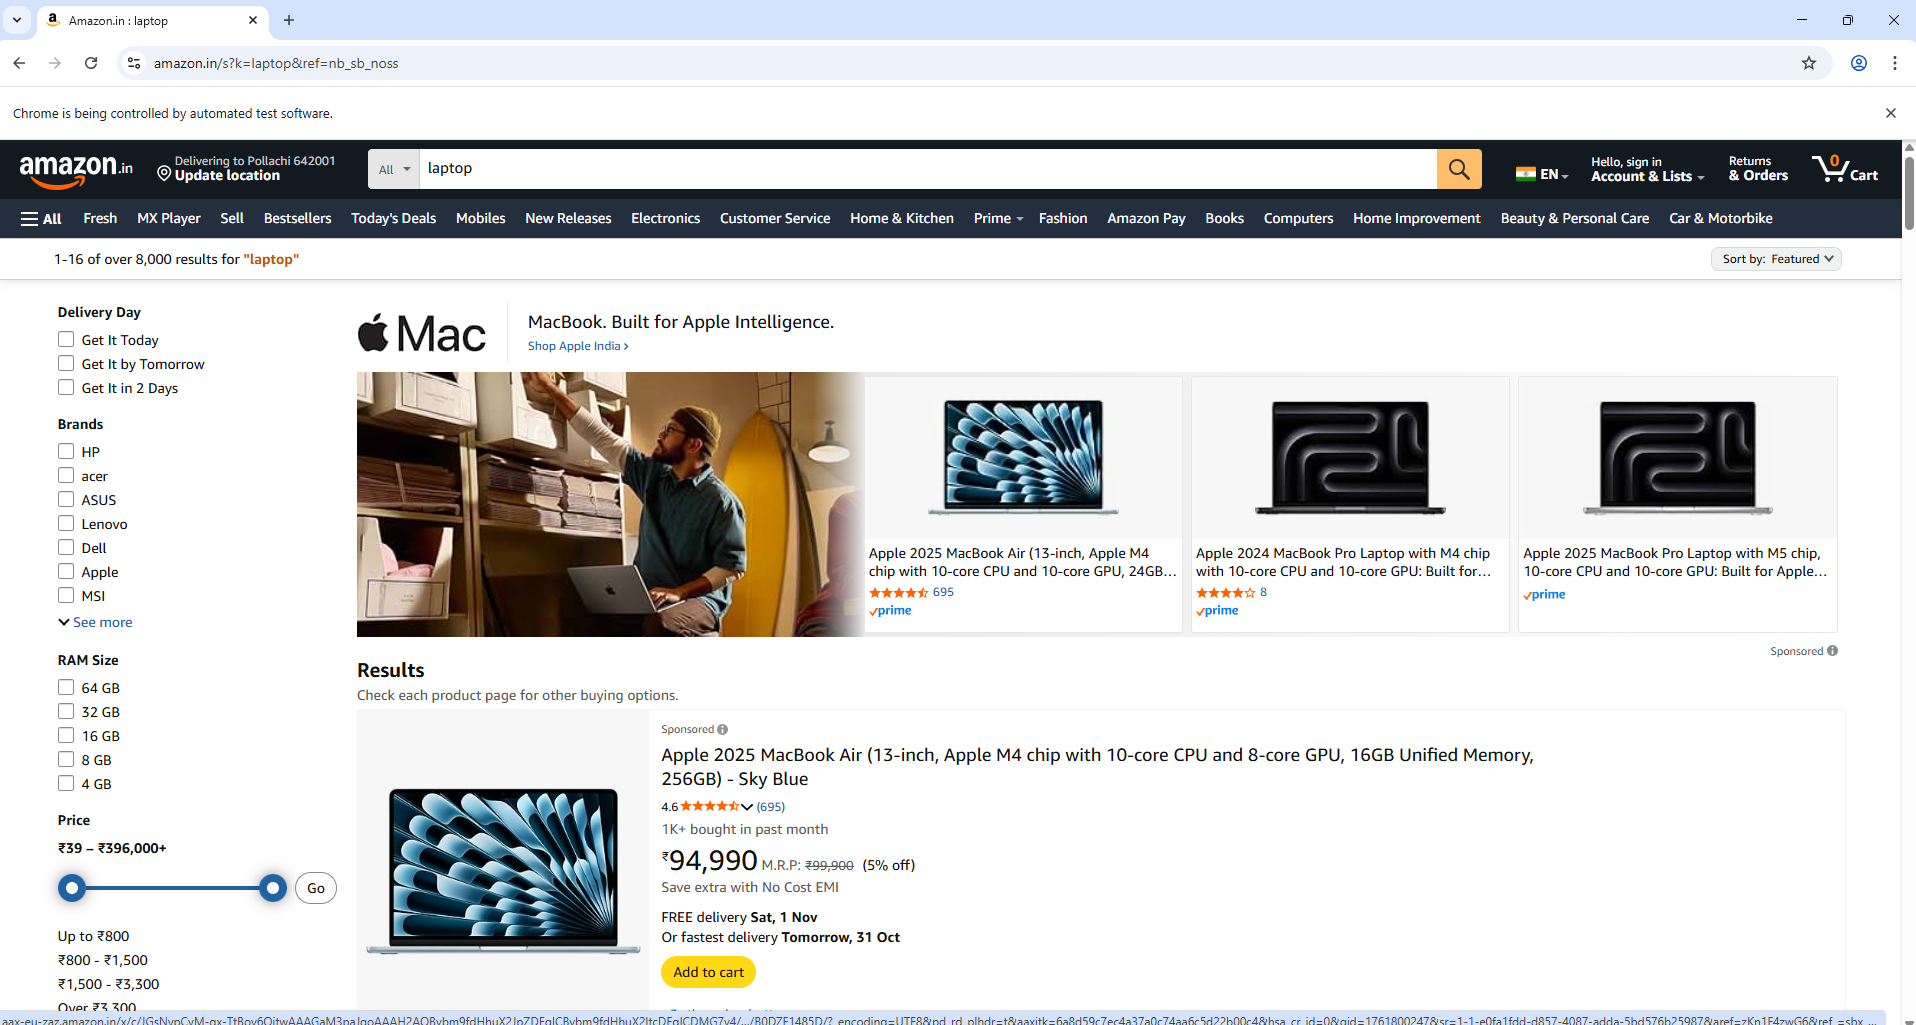 Amazon.in : laptop
amazon.in/s?k=laptop&ref=nb_sb_noss
Chrome is being controlled by automated test software.
amazon.in
Delivering to Pollachi 642001
Update location
All
laptop
EN
Hello, sign in
Account & Lists
Returns
& Orders
0
Cart
All
Fresh
MX Player
Sell
Bestsellers
Today's Deals
Mobiles
New Releases
Electronics
Customer Service
Home & Kitchen
Prime
Fashion
Amazon Pay
Books
Computers
Home Improvement
Beauty & Personal Care
Car & Motorbike
1-16 of over 8,000 results for "laptop"
Sort by: Featured
Delivery Day
Get It Today
Get It by Tomorrow
Get It in 2 Days
Brands
HP
acer
ASUS
Lenovo
Dell
Apple
MSI
See more
RAM Size
64 GB
32 GB
16 GB
8 GB
4 GB
Price
₹39 – ₹396,000+
Go
Up to ₹800
₹800 - ₹1,500
₹1,500 - ₹3,300
Over ₹3,300
Mac
MacBook. Built for Apple Intelligence.
Shop Apple India ›
Apple 2025 MacBook Air (13-inch, Apple M4
chip with 10-core CPU and 10-core GPU, 24GB...
695
prime
Apple 2024 MacBook Pro Laptop with M4 chip
with 10-core CPU and 10-core GPU: Built for...
8
prime
Apple 2025 MacBook Pro Laptop with M5 chip,
10-core CPU and 10-core GPU: Built for Apple...
prime
Sponsored
Results
Check each product page for other buying options.
Sponsored
Apple 2025 MacBook Air (13-inch, Apple M4 chip with 10-core CPU and 8-core GPU, 16GB Unified Memory,
256GB) - Sky Blue
4.6 (695)
1K+ bought in past month
₹94,990 M.R.P: ₹99,900 (5% off)
Save extra with No Cost EMI
FREE delivery Sat, 1 Nov
Or fastest delivery Tomorrow, 31 Oct
Add to cart